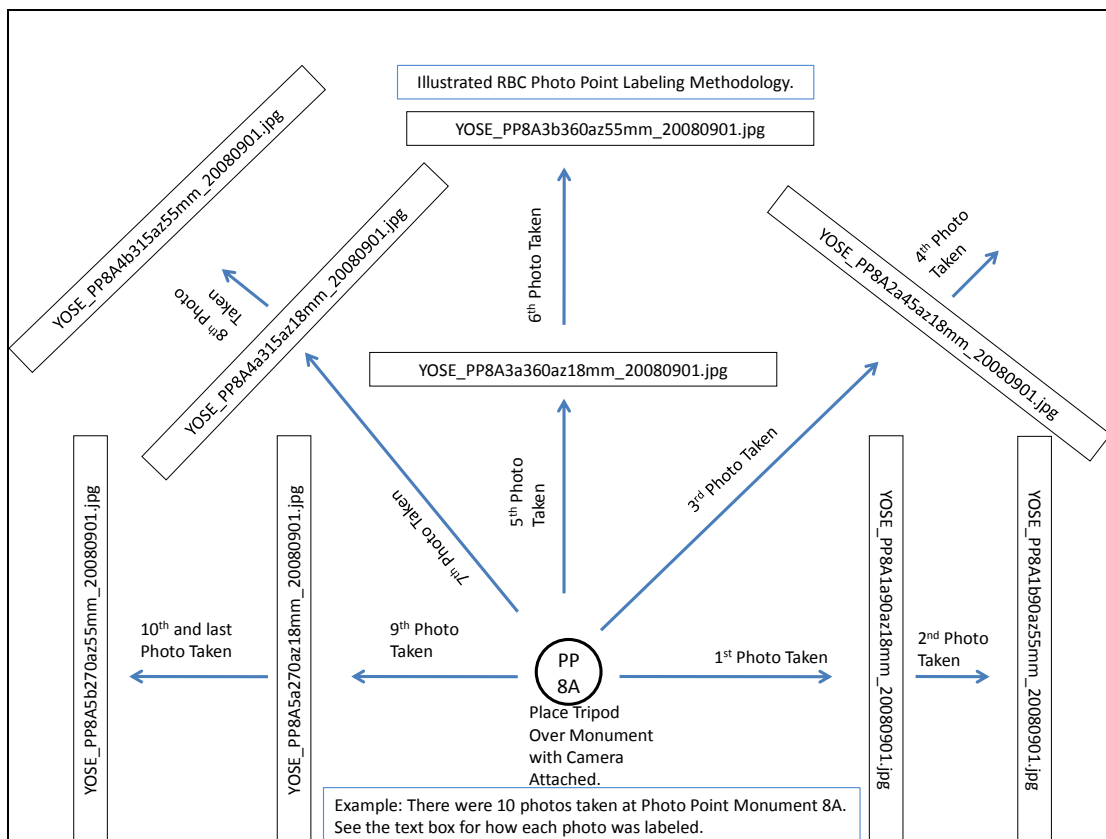 Illustrated RBC Photo Point Labeling Methodology.
YOSE_PP8A3b360az55mm_20080901.jpg
YOSE_PP8A4b315az55mm_20080901.jpg
YOSE_PP8A4a315az18mm_20080901.jpg
8th Photo
Taken
6th Photo Taken
4th Photo
Taken
YOSE_PP8A2a45az18mm_20080901.jpg
YOSE_PP8A3a360az18mm_20080901.jpg
7th Photo Taken
5th Photo
Taken
3rd Photo Taken
YOSE_PP8A5b270az55mm_20080901.jpg
10th and last
Photo Taken
YOSE_PP8A5a270az18mm_20080901.jpg
9th Photo
Taken
PP
8A
Place Tripod
Over Monument
with Camera
Attached.
1st Photo Taken
YOSE_PP8A1a90az18mm_20080901.jpg
2nd Photo
Taken
YOSE_PP8A1b90az55mm_20080901.jpg
Example: There were 10 photos taken at Photo Point Monument 8A.
See the text box for how each photo was labeled.